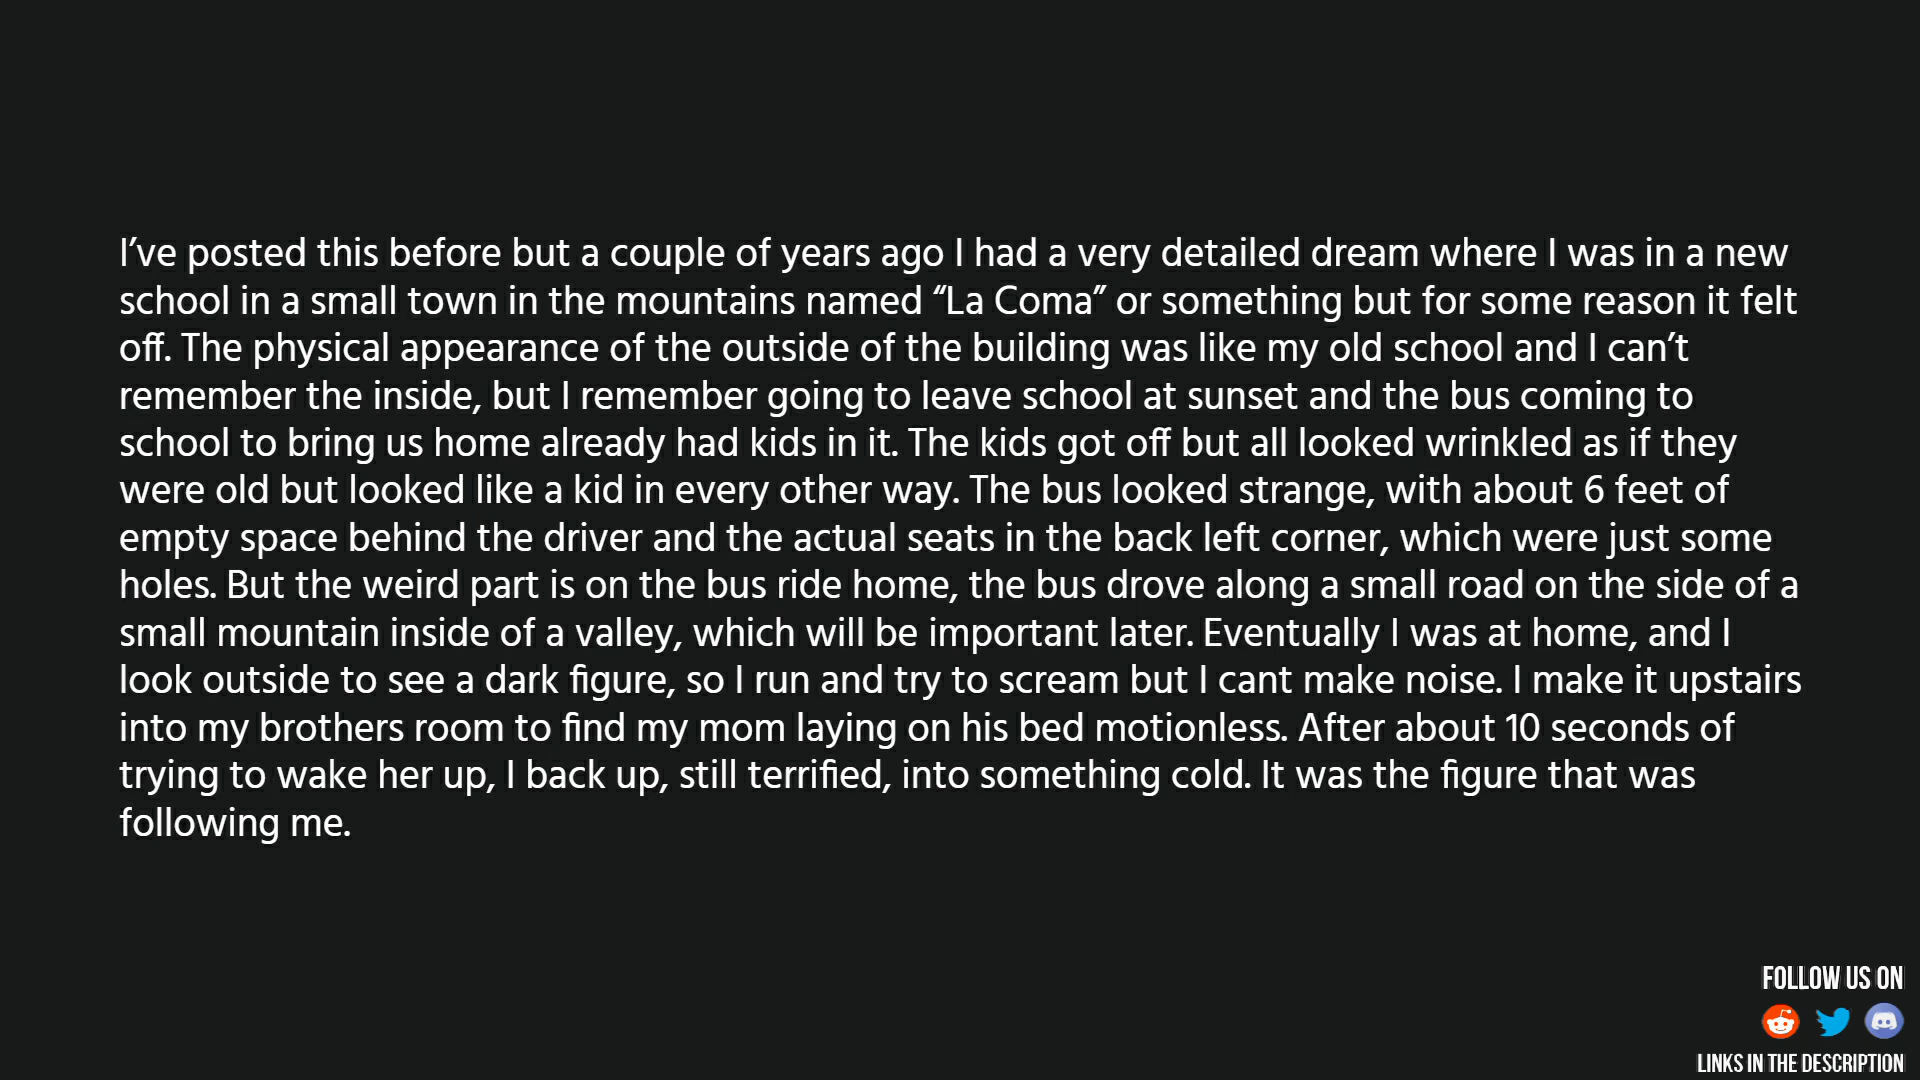 I’ve posted this before but a couple of years ago I had a very detailed dream where I was in a new
school in a small town in the mountains named “La Coma” or something but for some reason it felt
off. The physical appearance of the outside of the building was like my old school and I can’t
remember the inside, but I remember going to leave school at sunset and the bus coming to
school to bring us home already had kids in it. The kids got off but all looked wrinkled as if they
were old but looked like a kid in every other way. The bus looked strange, with about 6 feet of
empty space behind the driver and the actual seats in the back left corner, which were just some
holes. But the weird part is on the bus ride home, the bus drove along a small road on the side of a
small mountain inside of a valley, which will be important later. Eventually I was at home, and I
look outside to see a dark figure, so I run and try to scream but I cant make noise. I make it upstairs
into my brothers room to find my mom laying on his bed motionless. After about 10 seconds of
trying to wake her up, I back up, still terrified, into something cold. It was the figure that was
following me.
FOLLOW US ON
LINKS IN THE DESCRIPTION